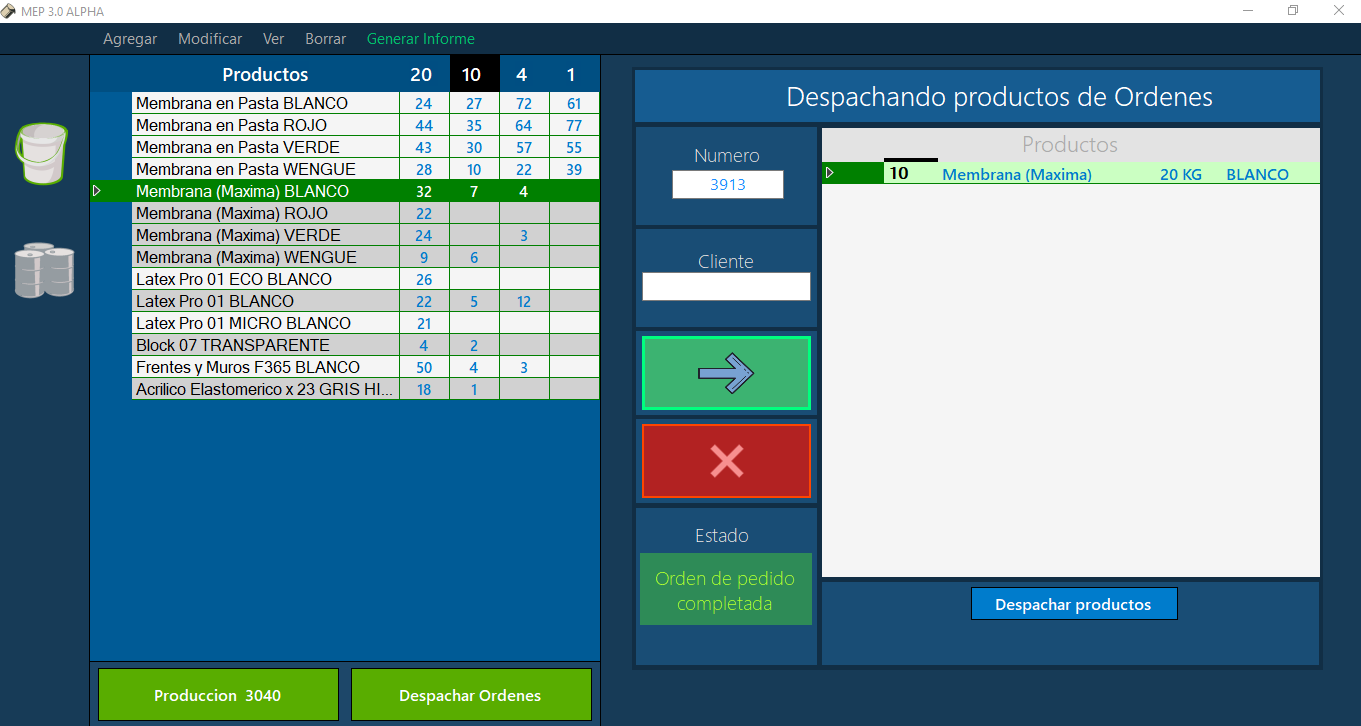 MEP 3.0 ALPHA
Agregar Modificar Ver Borrar Generar Informe
Productos 20 10 4 1
Membrana en Pasta BLANCO 24 27 72 61
Membrana en Pasta ROJO 44 35 64 77
Membrana en Pasta VERDE 43 30 57 55
Membrana en Pasta WENGUE 28 10 22 39
Membrana (Maxima) BLANCO 32 7 4
Membrana (Maxima) ROJO 22
Membrana (Maxima) VERDE 24 3
Membrana (Maxima) WENGUE 9 6
Latex Pro 01 ECO BLANCO 26
Latex Pro 01 BLANCO 22 5 12
Latex Pro 01 MICRO BLANCO 21
Block 07 TRANSPARENTE 4 2
Frentes y Muros F365 BLANCO 50 4 3
Acrilico Elastomerico x 23 GRIS HI... 18 1
Produccion 3040
Despachar Ordenes
Despachando productos de Ordenes
Numero
3913
Cliente
Estado
Orden de pedido
completada
Productos
10 Membrana (Maxima) 20 KG BLANCO
Despachar productos